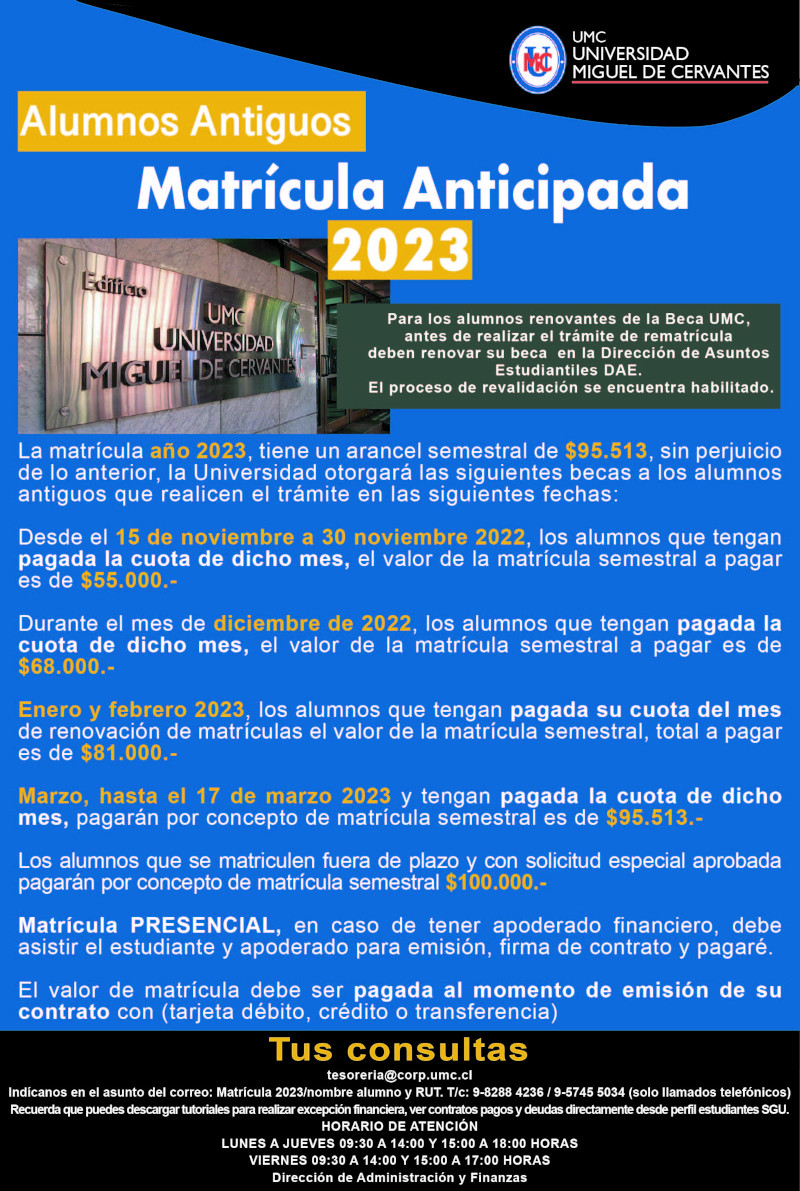 UMC
UNIVERSIDAD
MIGUEL DE CERVANTES
Alumnos Antiguos
Matrícula Anticipada
2023
Edificio
UMC
UNIVERSIDAD
MIGUEL DE CERVANTES
Para los alumnos renovantes de la Beca UMC,
antes de realizar el trámite de rematrícula
deben renovar su beca en la Dirección de Asuntos
Estudiantiles DAE.
El proceso de revalidación se encuentra habilitado.
La matrícula año 2023, tiene un arancel semestral de $95.513, sin perjuicio
de lo anterior, la Universidad otorgará las siguientes becas a los alumnos
antiguos que realicen el trámite en las siguientes fechas:
Desde el 15 de noviembre a 30 noviembre 2022, los alumnos que tengan
pagada la cuota de dicho mes, el valor de la matrícula semestral a pagar
es de $55.000.-
Durante el mes de diciembre de 2022, los alumnos que tengan pagada la
cuota de dicho mes, el valor de la matrícula semestral a pagar es de
$68.000.-
Enero y febrero 2023, los alumnos que tengan pagada su cuota del mes
de renovación de matrículas el valor de la matrícula semestral, total a pagar
es de $81.000.-
Marzo, hasta el 17 de marzo 2023 y tengan pagada la cuota de dicho
mes, pagarán por concepto de matrícula semestral es de $95.513.-
Los alumnos que se matriculen fuera de plazo y con solicitud especial aprobada
pagarán por concepto de matrícula semestral $100.000.-
Matrícula PRESENCIAL, en caso de tener apoderado financiero, debe
asistir el estudiante y apoderado para emisión, firma de contrato y pagaré.
El valor de matrícula debe ser pagada al momento de emisión de su
contrato con (tarjeta débito, crédito o transferencia)
Tus consultas
tesoreria@corp.umc.cl
Indícanos en el asunto del correo: Matrícula 2023/nombre alumno y RUT. T/c: 9-8288 4236 / 9-5745 5034 (solo llamados telefónicos)
Recuerda que puedes descargar tutoriales para realizar excepción financiera, ver contratos pagos y deudas directamente desde perfil estudiantes SGU.
HORARIO DE ATENCIÓN
LUNES A JUEVES 09:30 A 14:00 Y 15:00 A 18:00 HORAS
VIERNES 09:30 A 14:00 Y 15:00 A 17:00 HORAS
Dirección de Administración y Finanzas